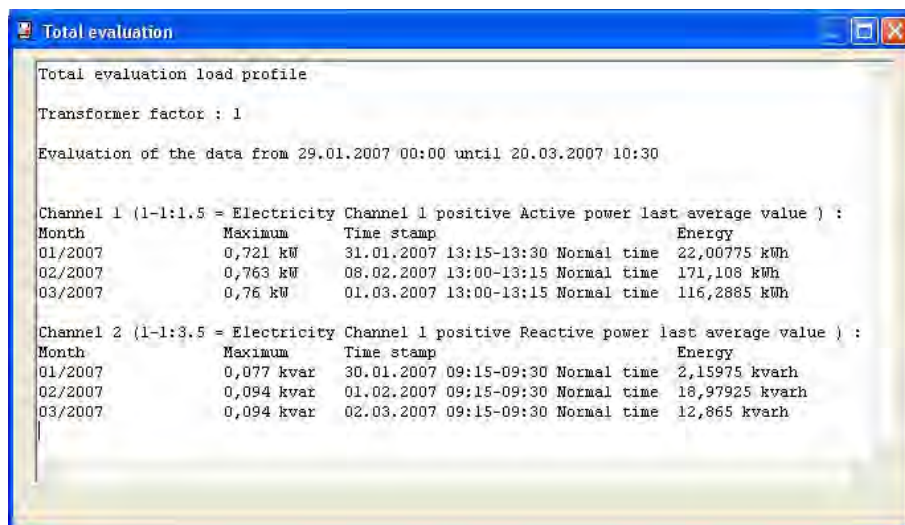 Total evaluation
Total evaluation load profile
Transformer factor : 1
Evaluation of the data from 29.01.2007 00:00 until 20.03.2007 10:30
Channel 1 (1-1:1.5 = Electricity Channel 1 positive Active power last average value ) :
Month Maximum Time stamp Energy
01/2007 0,721 kW 31.01.2007 13:15-13:30 Normal time 22,00775 kWh
02/2007 0,763 kW 08.02.2007 13:00-13:15 Normal time 171,108 kWh
03/2007 0,76 kW 01.03.2007 13:00-13:15 Normal time 116,2885 kWh
Channel 2 (1-1:3.5 = Electricity Channel 1 positive Reactive power last average value ) :
Month Maximum Time stamp Energy
01/2007 0,077 kvar 30.01.2007 09:15-09:30 Normal time 2,15975 kvarh
02/2007 0,094 kvar 01.02.2007 09:15-09:30 Normal time 18,97925 kvarh
03/2007 0,094 kvar 02.03.2007 09:15-09:30 Normal time 12,865 kvarh